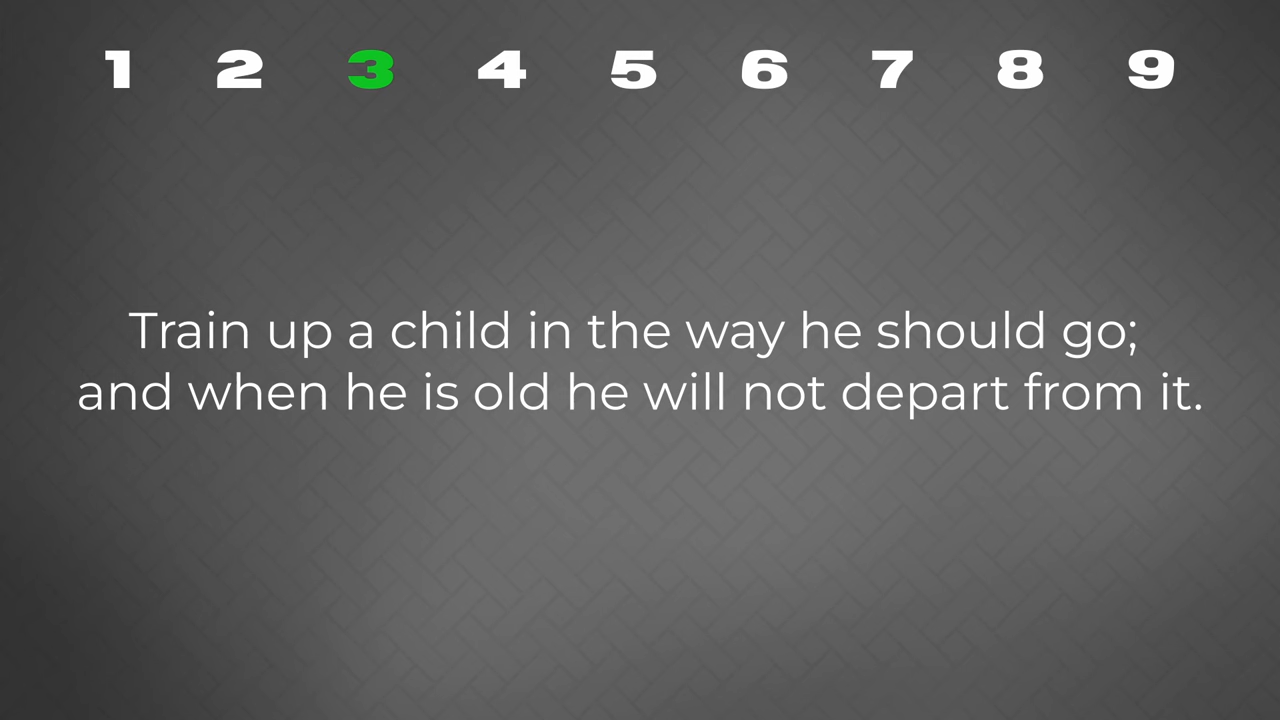 1 2 3 4 5 6 7 8 9
Train up a child in the way he should go;
and when he is old he will not depart from it.